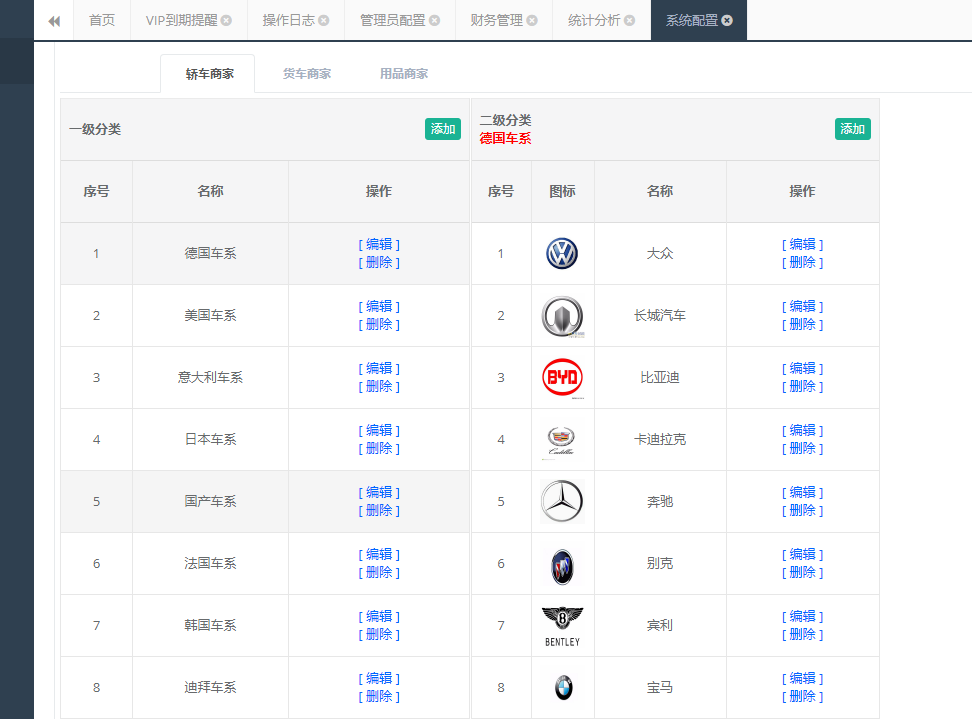 首页 VIP到期提醒 操作日志 管理员配置 财务管理 统计分析 系统配置
轿车商家 货车商家 用品商家
一级分类 添加 二级分类 添加
德国车系
序号 名称 操作 序号 图标 名称 操作
1 德国车系 [ 编辑 ] 1 大众 [ 编辑 ]
[ 删除 ] [ 删除 ]
2 美国车系 [ 编辑 ] 2 长城汽车 [ 编辑 ]
[ 删除 ] [ 删除 ]
3 意大利车系 [ 编辑 ] 3 BYD 比亚迪 [ 编辑 ]
[ 删除 ] [ 删除 ]
4 日本车系 [ 编辑 ] 4 Cadillac 卡迪拉克 [ 编辑 ]
[ 删除 ] [ 删除 ]
5 国产车系 [ 编辑 ] 5 奔驰 [ 编辑 ]
[ 删除 ] [ 删除 ]
6 法国车系 [ 编辑 ] 6 别克 [ 编辑 ]
[ 删除 ] [ 删除 ]
7 韩国车系 [ 编辑 ] 7 BENTLEY 宾利 [ 编辑 ]
[ 删除 ] [ 删除 ]
8 迪拜车系 [ 编辑 ] 8 宝马 [ 编辑 ]
[ 删除 ] [ 删除 ]